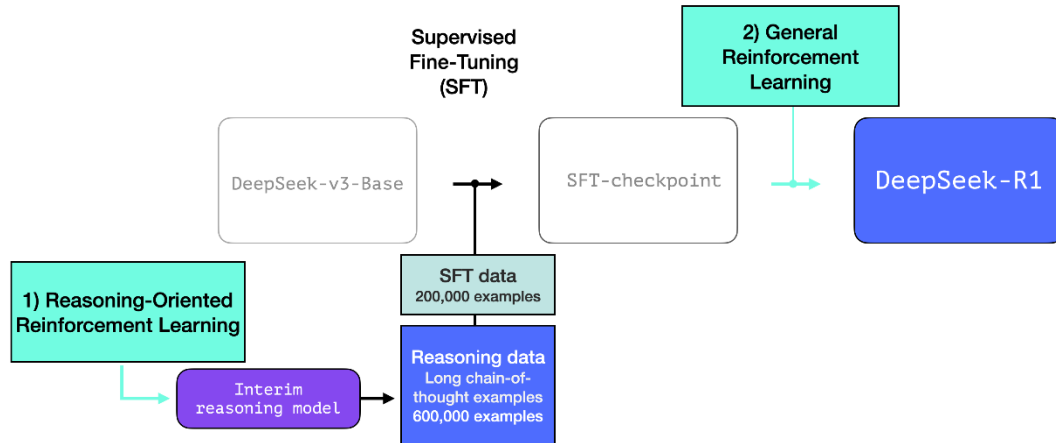 Supervised
Fine-Tuning
(SFT)
2) General
Reinforcement
Learning
DeepSeek-v3-Base
SFT-checkpoint
DeepSeek-R1
SFT data
200,000 examples
1) Reasoning-Oriented
Reinforcement Learning
Reasoning data
Long chain-of-
thought examples
600,000 examples
Interim
reasoning model